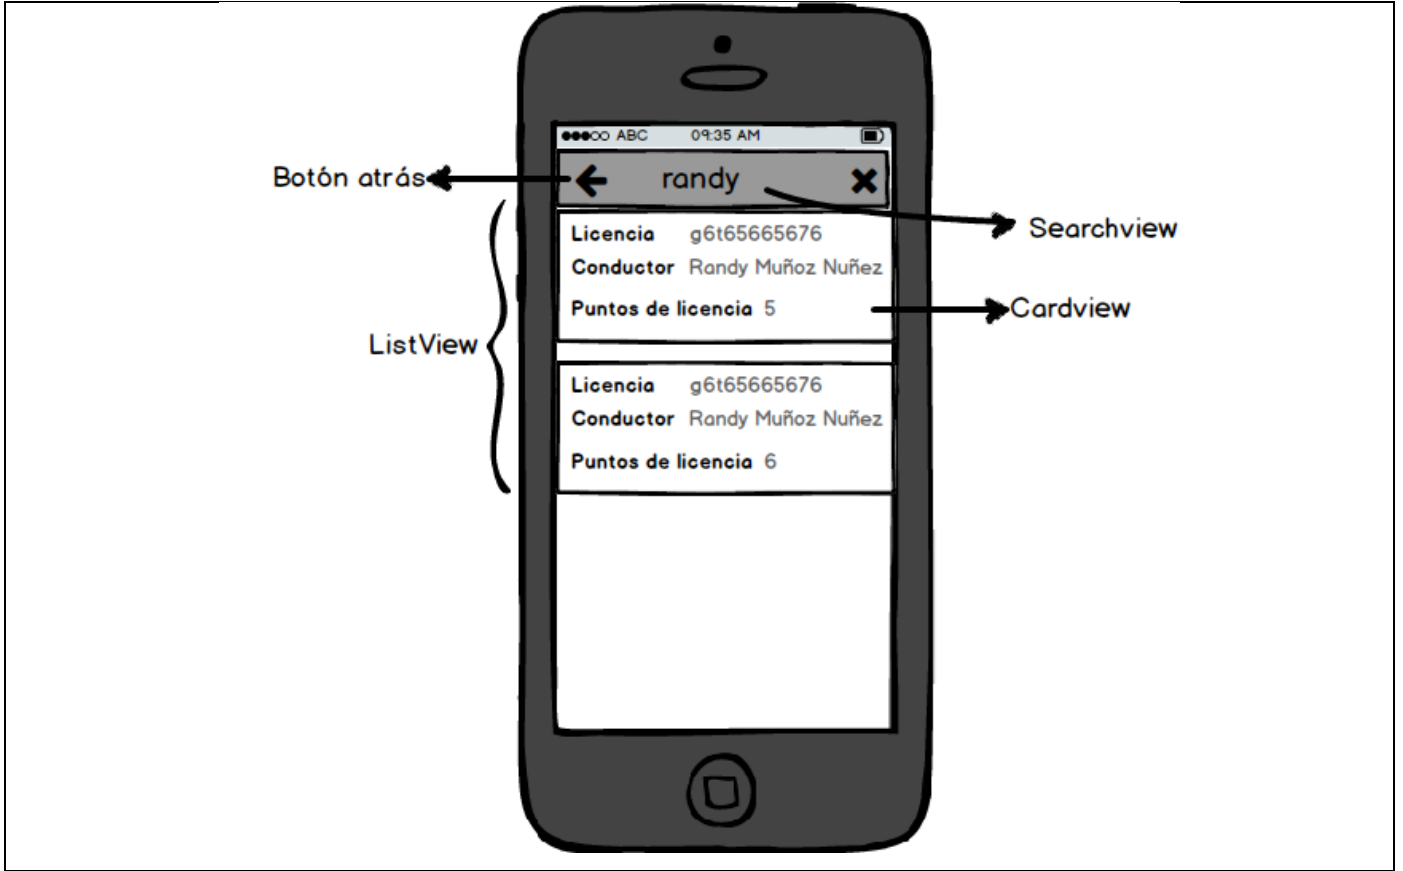 ABC 09:35 AM
Botón atrás
randy
Searchview
Licencia g6t65665676
Conductor Randy Muñoz Nuñez
Puntos de licencia 5
Cardview
ListView
Licencia g6t65665676
Conductor Randy Muñoz Nuñez
Puntos de licencia 6